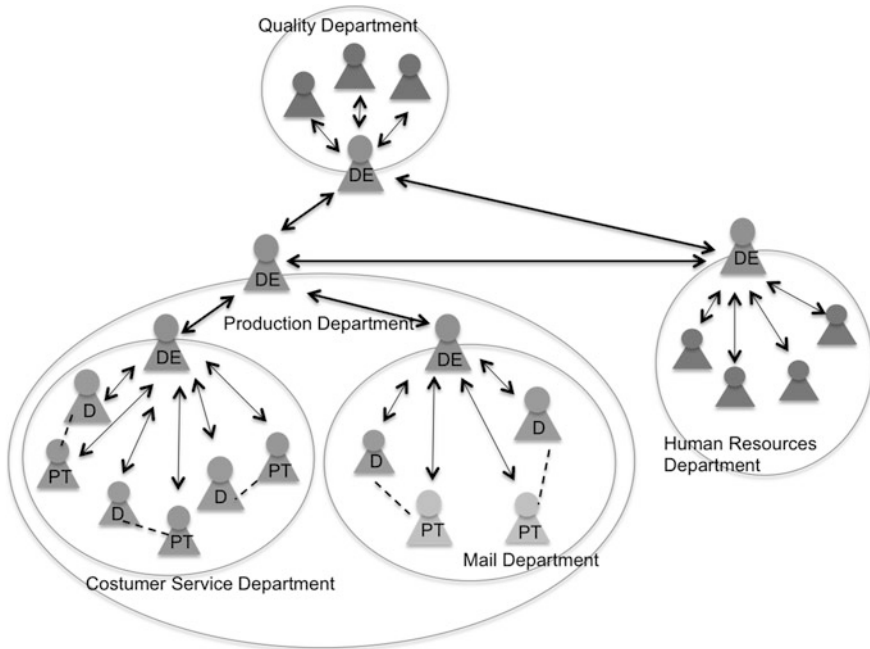 Quality Department
DE
DE
DE
Production Department
DE
DE
D
D
PT
D
PT
D
D
PT
PT
PT
Human Resources
Department
Mail Department
Costumer Service Department